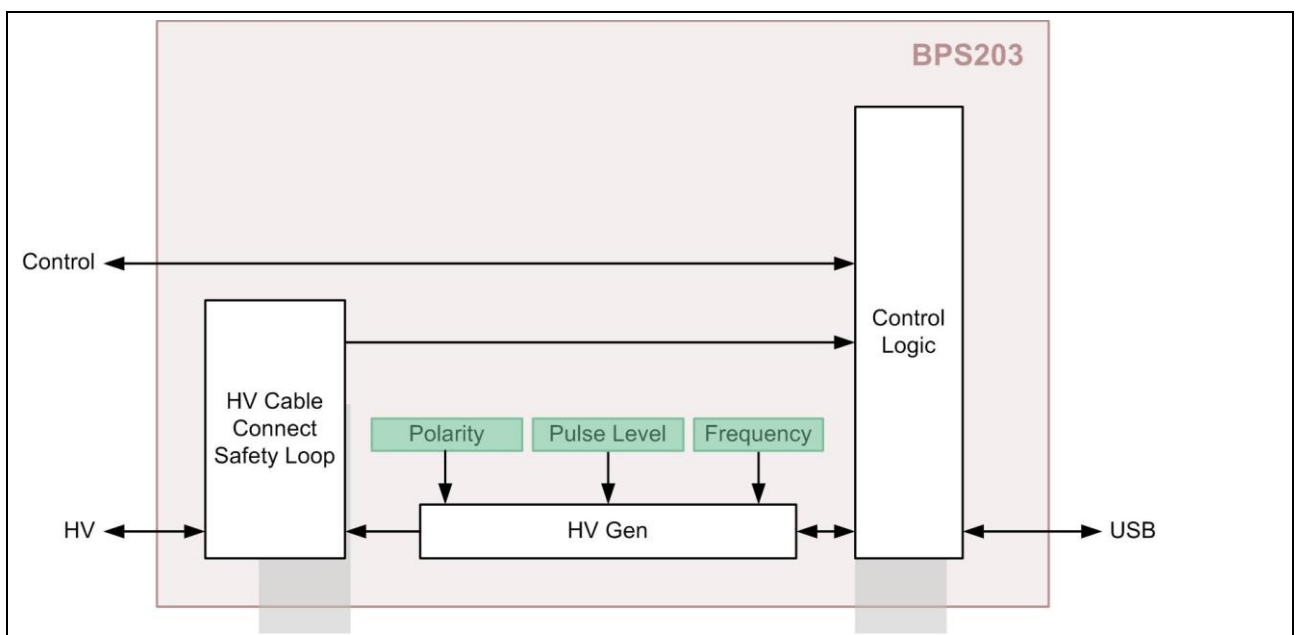 BPS203
Control
Control
Logic
HV Cable
Connect
Safety Loop
Polarity
Pulse Level
Frequency
HV
HV Gen
USB